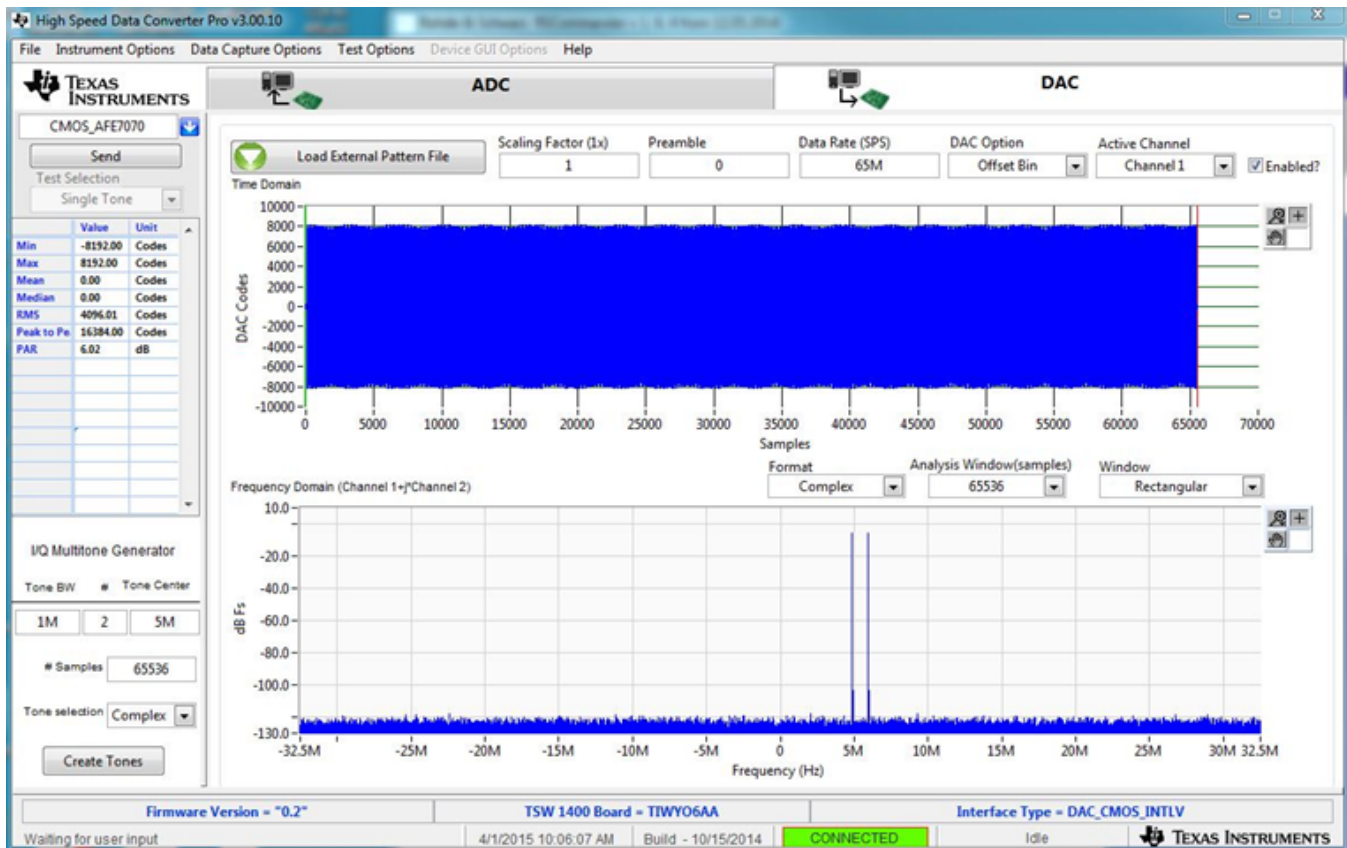 High Speed Data Converter Pro v3.00.10
File Instrument Options Data Capture Options Test Options Device GUI Options Help
TEXAS INSTRUMENTS
ADC
DAC
CMOS_AFE7070
Send
Test Selection
Single Tone
Value Unit
Min -8192.00 Codes
Max 8192.00 Codes
Mean 0.00 Codes
Median 0.00 Codes
RMS 4096.01 Codes
Peak to Pe 16384.00 Codes
PAR 6.02 dB
I/Q Multitone Generator
Tone BW # Tone Center
1M 2 5M
# Samples 65536
Tone selection Complex
Create Tones
Load External Pattern File
Scaling Factor (1x) Preamble Data Rate (SPS) DAC Option Active Channel
1 0 65M Offset Bin Channel 1 Enabled?
Time Domain
10000
8000
6000
4000
2000
0
-2000
-4000
-6000
-8000
-10000
DAC Codes
0 5000 10000 15000 20000 25000 30000 35000 40000 45000 50000 55000 60000 65000 70000
Samples
Format Analysis Window(samples) Window
Complex 65536 Rectangular
Frequency Domain (Channel 1+j*Channel 2)
10.0
-20.0
-40.0
-60.0
-80.0
-100.0
-130.0
dB Fs
-32.5M -25M -20M -15M -10M -5M 0 5M 10M 15M 20M 25M 30M 32.5M
Frequency (Hz)
Firmware Version = "0.2" TSW 1400 Board = TIWYO6AA Interface Type = DAC_CMOS_INTLV
Waiting for user input 4/1/2015 10:06:07 AM Build - 10/15/2014 CONNECTED Idle TEXAS INSTRUMENTS